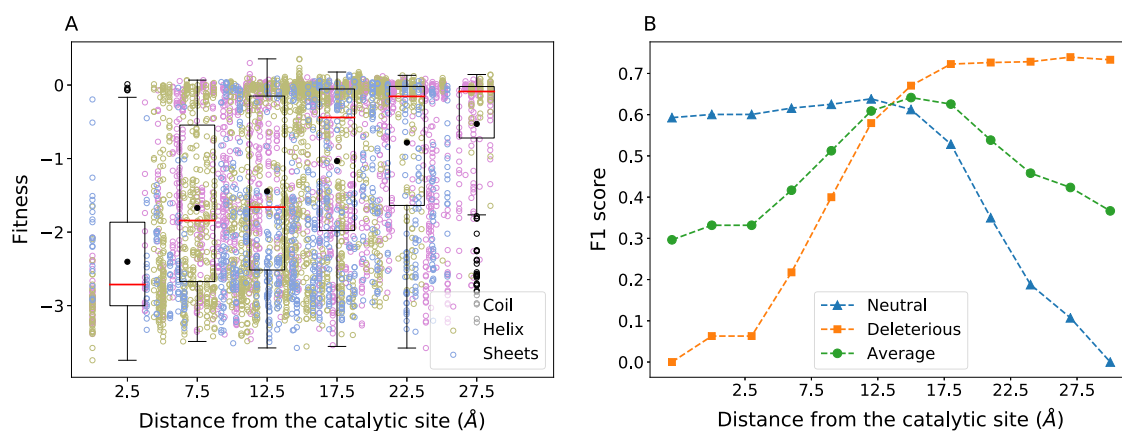 A
Fitness
0
−1
−2
−3
Coil
Helix
Sheets
2.5 7.5 12.5 17.5 22.5 27.5
Distance from the catalytic site (Å)
B
F1 score
0.7
0.6
0.5
0.4
0.3
0.2
0.1
0.0
Neutral
Deleterious
Average
2.5 7.5 12.5 17.5 22.5 27.5
Distance from the catalytic site (Å)